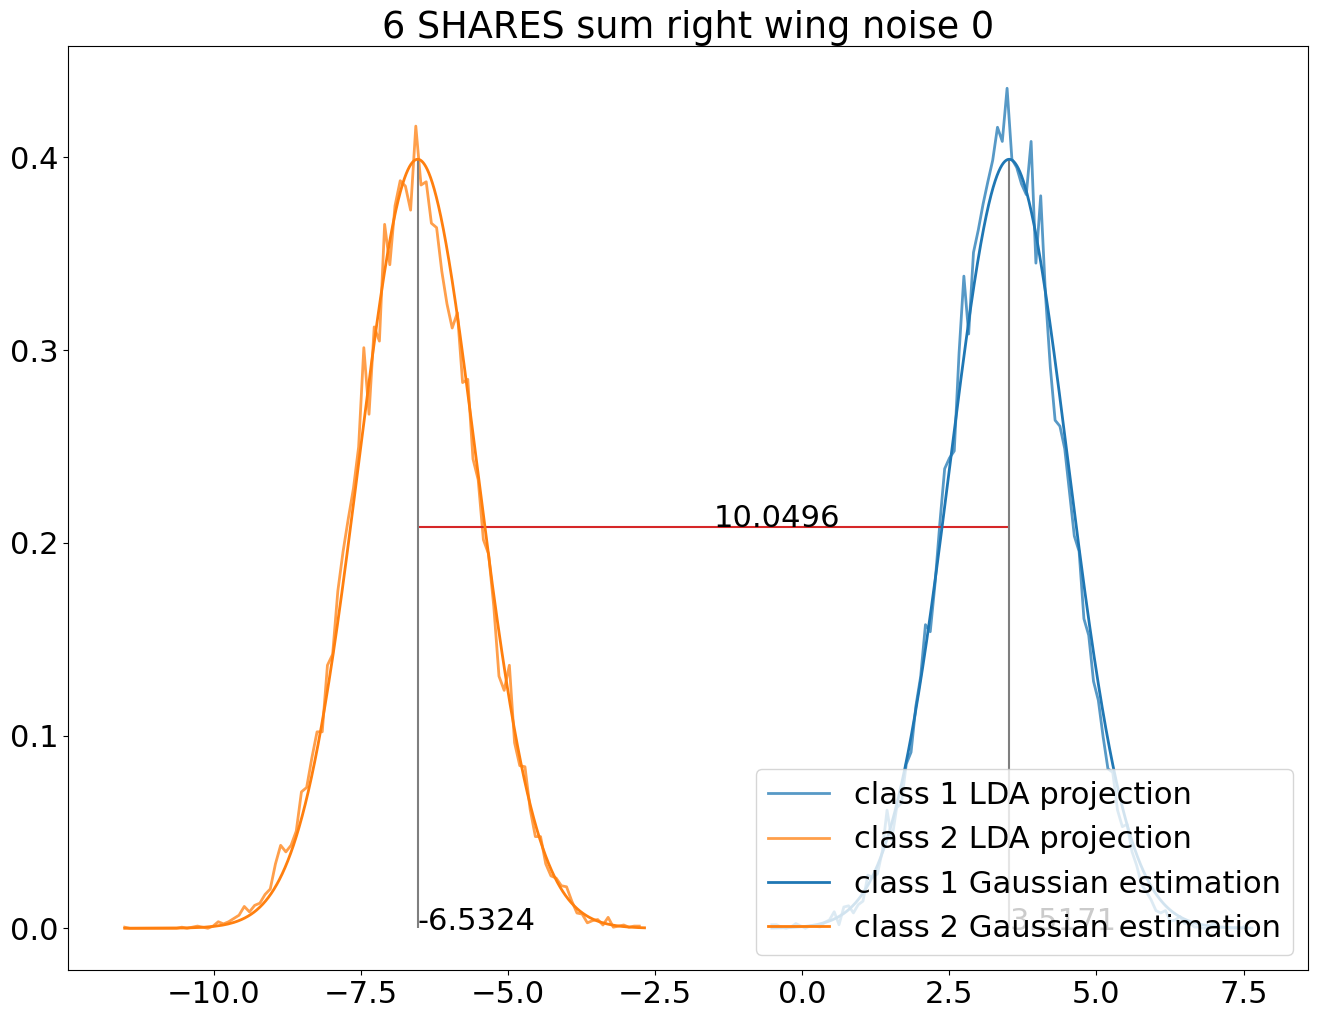 6 SHARES sum right wing noise 0
0.4
0.3
0.2
0.1
0.0
10.0496
-6.5324
3.5171
class 1 LDA projection
class 2 LDA projection
class 1 Gaussian estimation
class 2 Gaussian estimation
−10.0 −7.5 −5.0 −2.5 0.0 2.5 5.0 7.5